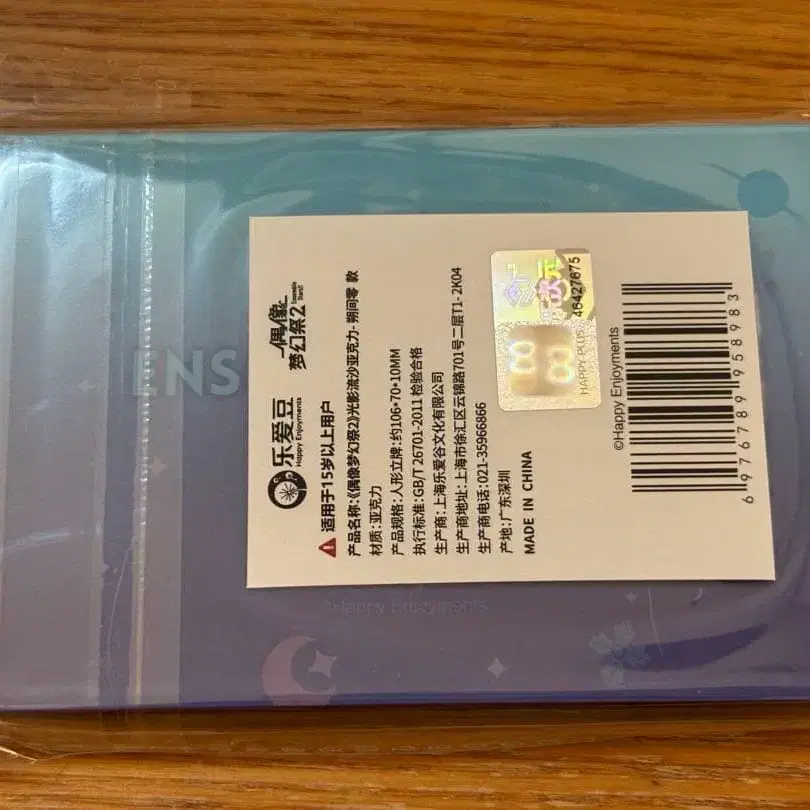 乐爱豆
Happy Enjoyments
偶像
梦幻祭2
Ensemble
Stars!!
适用于15岁以上用户
产品名称:《偶像梦幻祭2》光影流沙亚克力- 朔间零 款
材质:亚克力
产品规格:人形立牌:约106*70*10MM
执行标准:GB/T 26701-2011 检验合格
生产商:上海乐爱谷文化有限公司
生产商地址:上海市徐汇区云锦路701号二层T1- 2K04
生产商电话:021-35966866
产地:广东深圳
MADE IN CHINA
次元
46427675
88
HAPPY PLUS
©Happy Enjoyments
6 976789 958983
ENS
©Happy Enjoyments